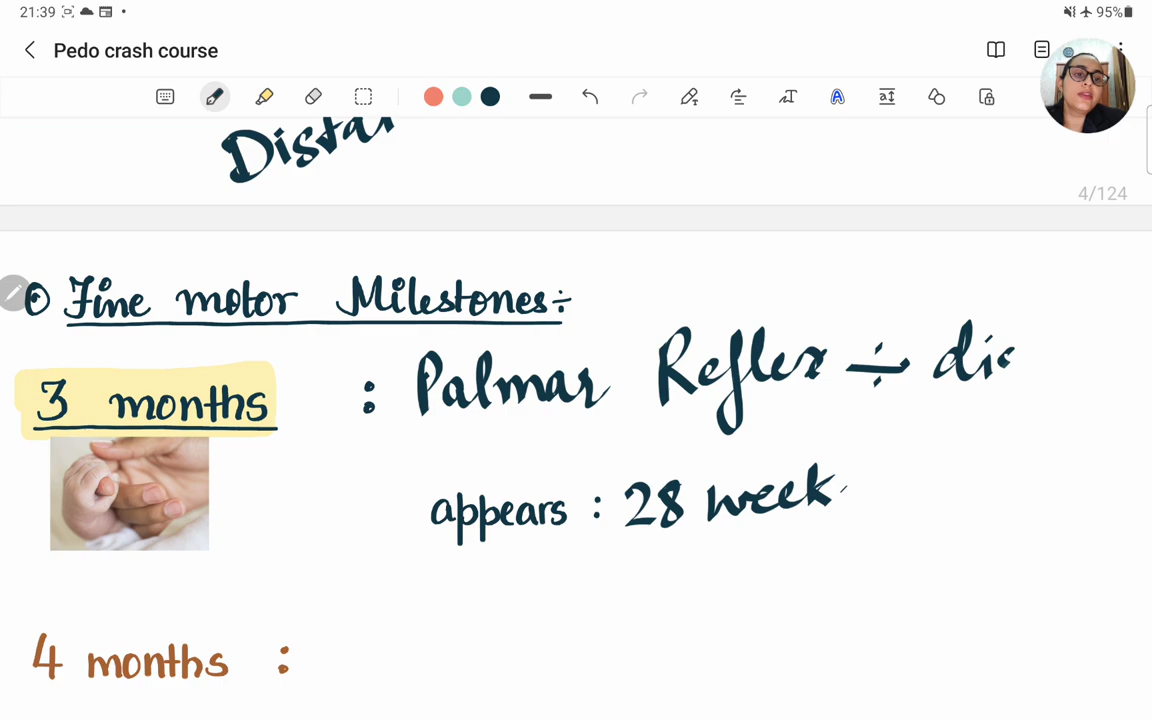 21:39 95%
Pedo crash course
Distal
4/124
Fine motor Milestones:
3 months : Palmar Reflex ÷ dis
appears : 28 week
4 months :